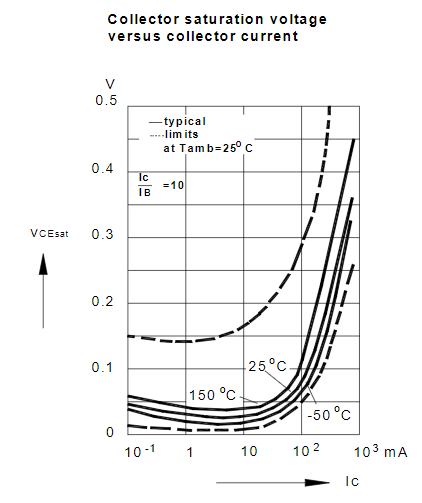 Collector saturation voltage
versus collector current
V
0.5
typical
limits
at Tamb=25°C
0.4
Ic
IB
=10
0.3
VCEsat
0.2
0.1
25°C
150°C
-50°C
0
10-1
1
10
10²
10³ mA
Ic